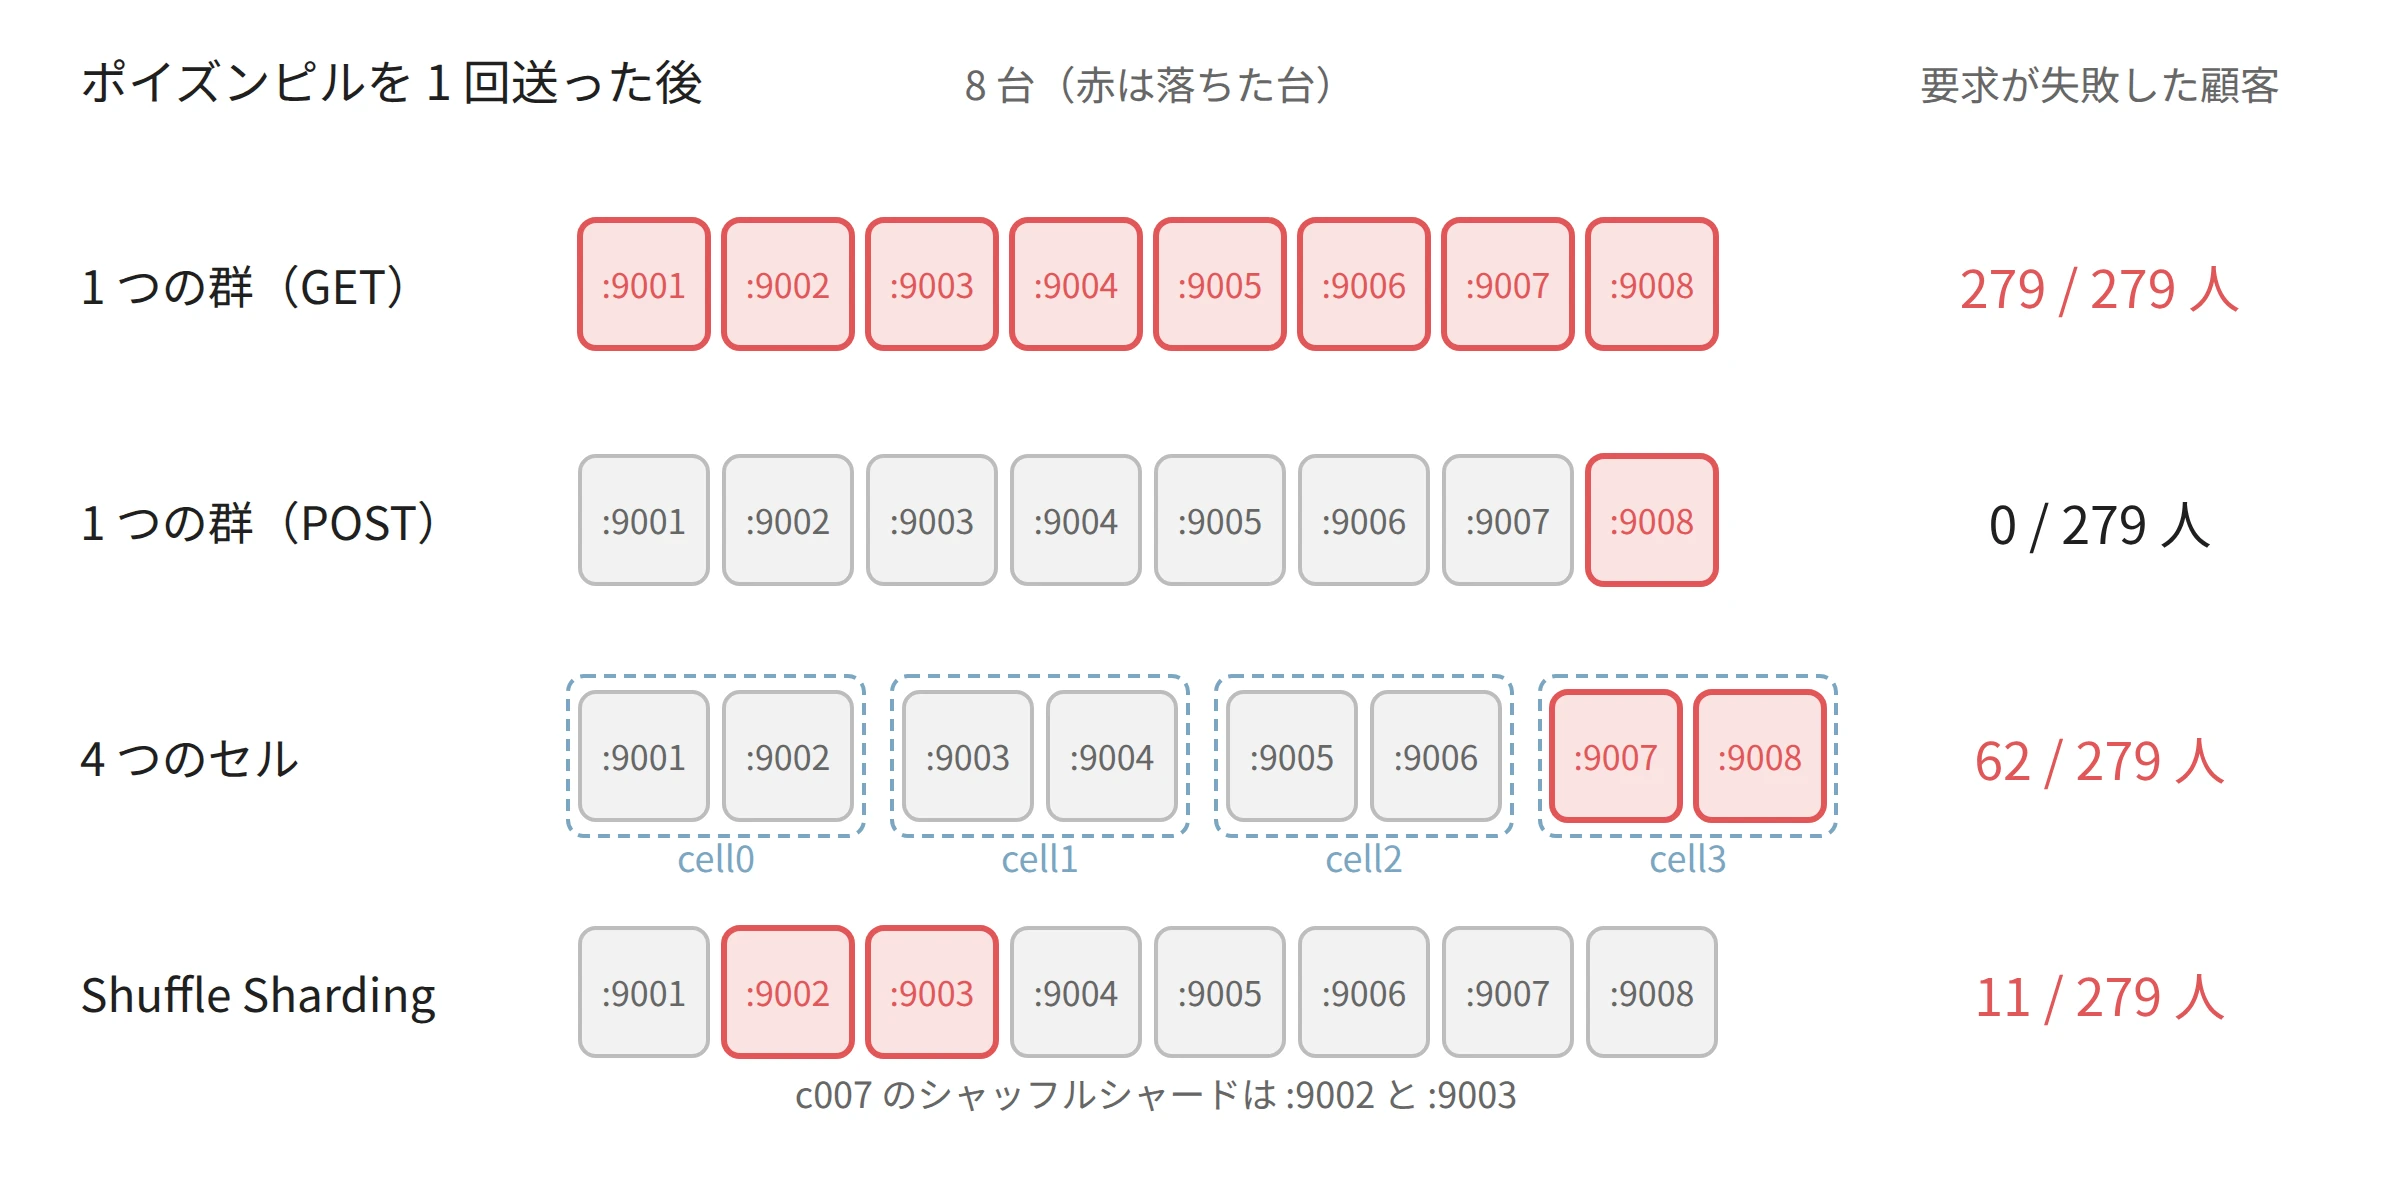 ポイズンピルを 1 回送った後 8 台（赤は落ちた台） 要求が失敗した顧客
1 つの群（GET） :9001 :9002 :9003 :9004 :9005 :9006 :9007 :9008 279 / 279 人
1 つの群（POST） :9001 :9002 :9003 :9004 :9005 :9006 :9007 :9008 0 / 279 人
4 つのセル :9001 :9002 :9003 :9004 :9005 :9006 :9007 :9008 62 / 279 人
cell0 cell1 cell2 cell3
Shuffle Sharding :9001 :9002 :9003 :9004 :9005 :9006 :9007 :9008 11 / 279 人
c007 のシャッフルシャードは :9002 と :9003